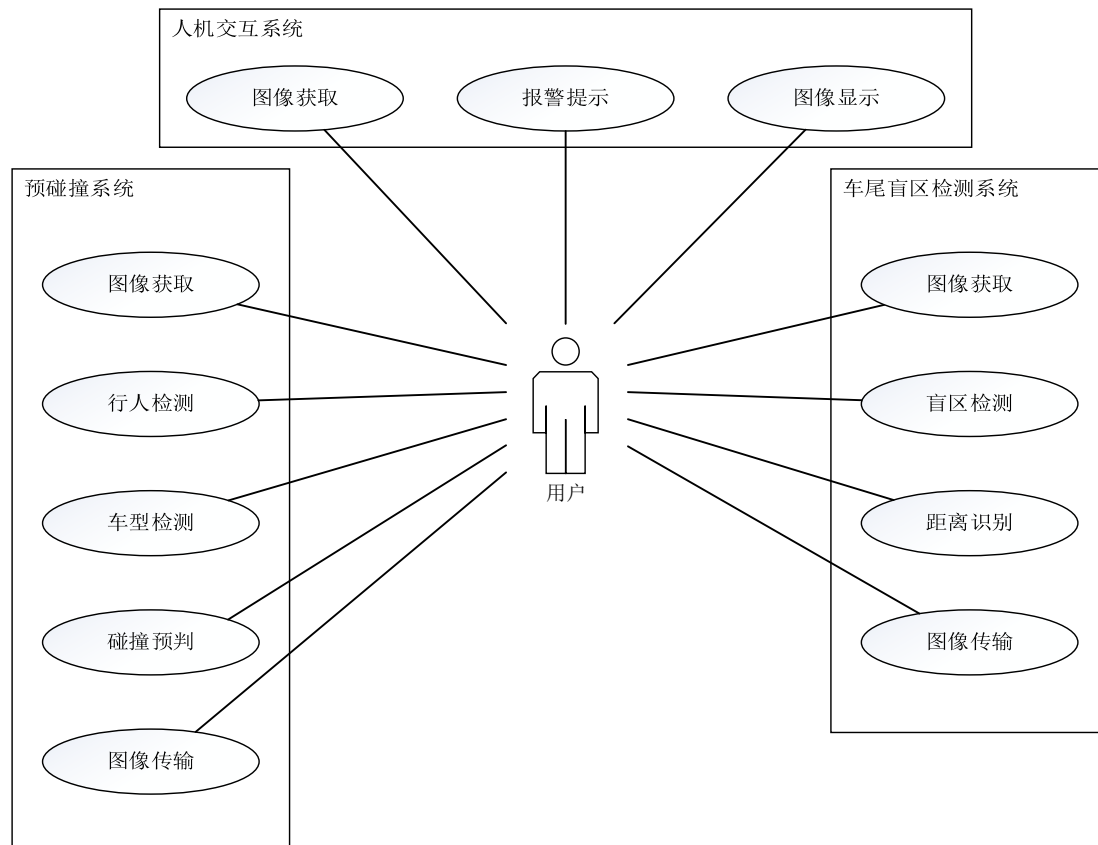 人机交互系统
图像获取
报警提示
图像显示
预碰撞系统
图像获取
行人检测
车型检测
碰撞预判
图像传输
用户
车尾盲区检测系统
图像获取
盲区检测
距离识别
图像传输